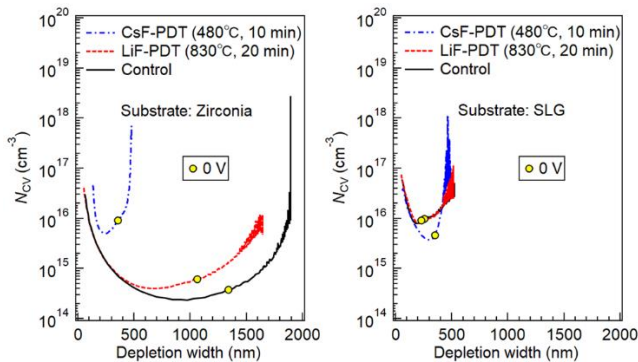 10^20
CsF-PDT (480℃, 10 min)
LiF-PDT (830℃, 20 min)
Control
10^19
10^18
Substrate: Zirconia
10^17
0 V
10^16
10^15
10^14
N_CV (cm^-3)
0 500 1000 1500 2000
Depletion width (nm)
10^20
CsF-PDT (480℃, 10 min)
LiF-PDT (830℃, 20 min)
Control
10^19
10^18
Substrate: SLG
10^17
0 V
10^16
10^15
10^14
N_CV (cm^-3)
0 500 1000 1500 2000
Depletion width (nm)